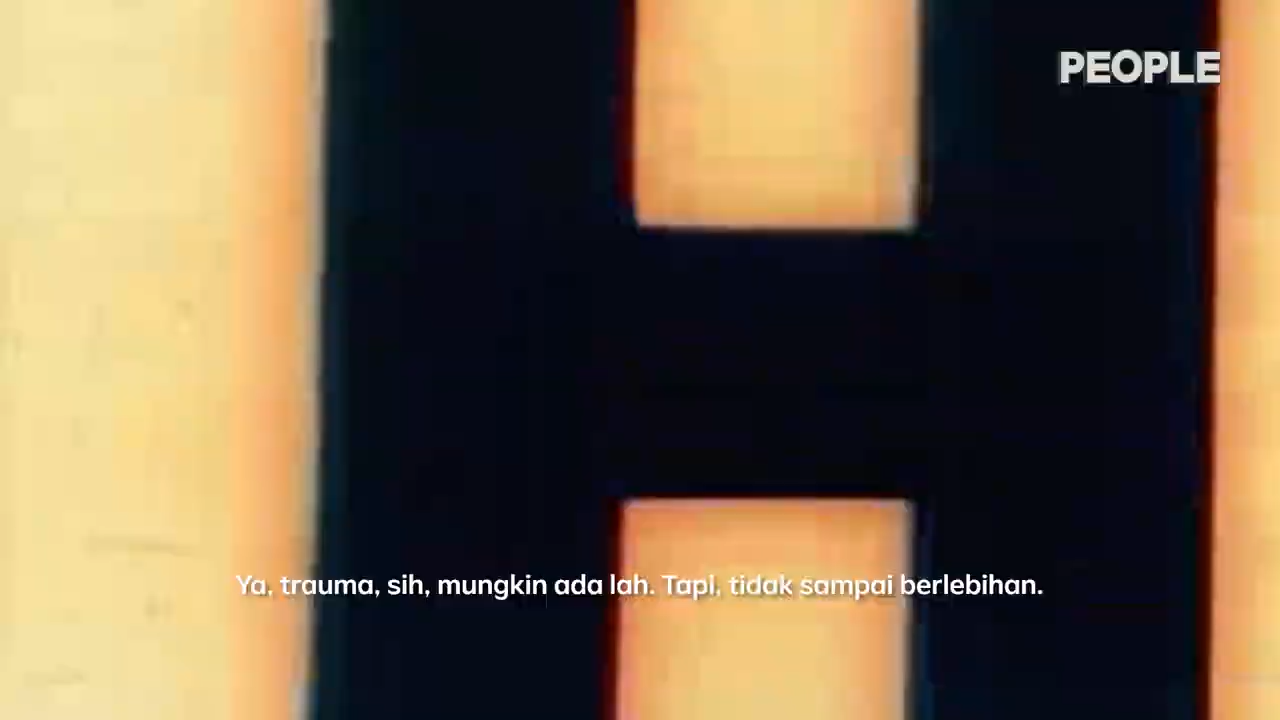 PEOPLE
H
Ya, trauma, sih, mungkin ada lah. Tapi, tidak sampai berlebihan.